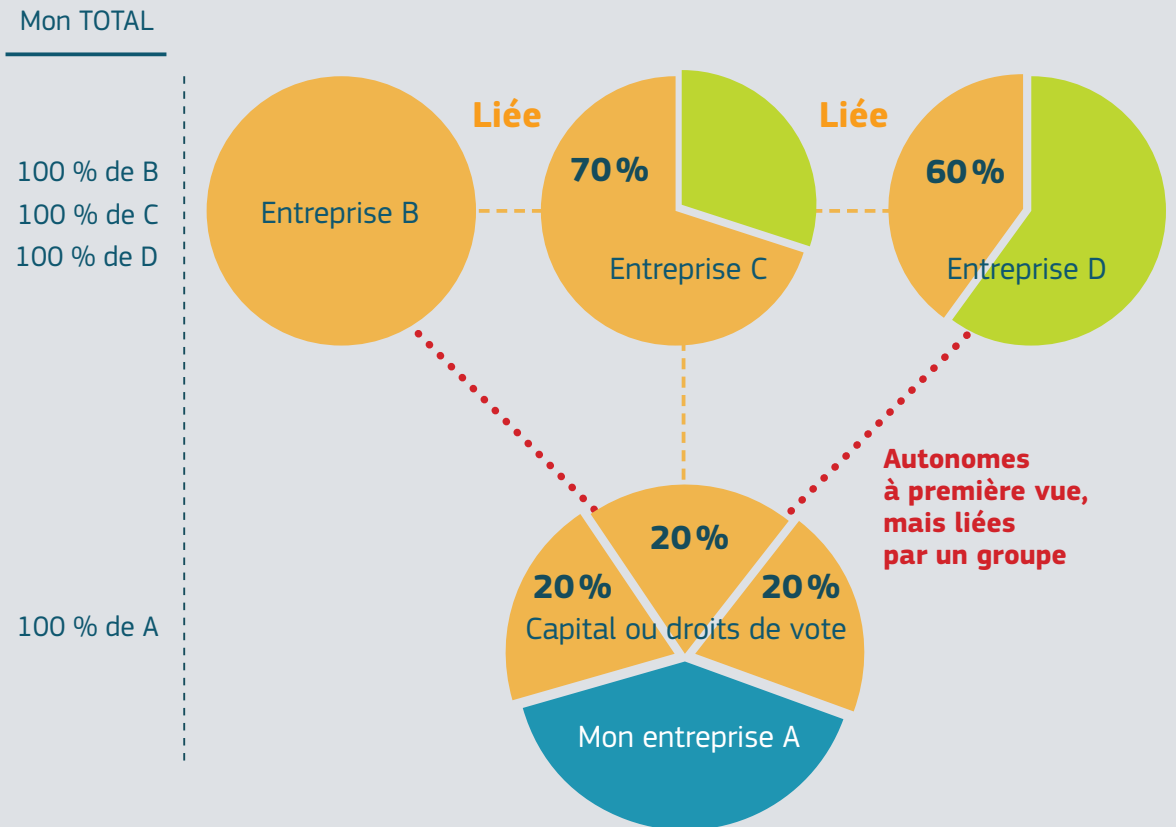 Mon TOTAL
100 % de B
100 % de C
100 % de D
Entreprise B
Liée
70 %
Entreprise C
Liée
60 %
Entreprise D
Autonomes
à première vue,
mais liées
par un groupe
20 %
20 %
20 %
Capital ou droits de vote
100 % de A
Mon entreprise A